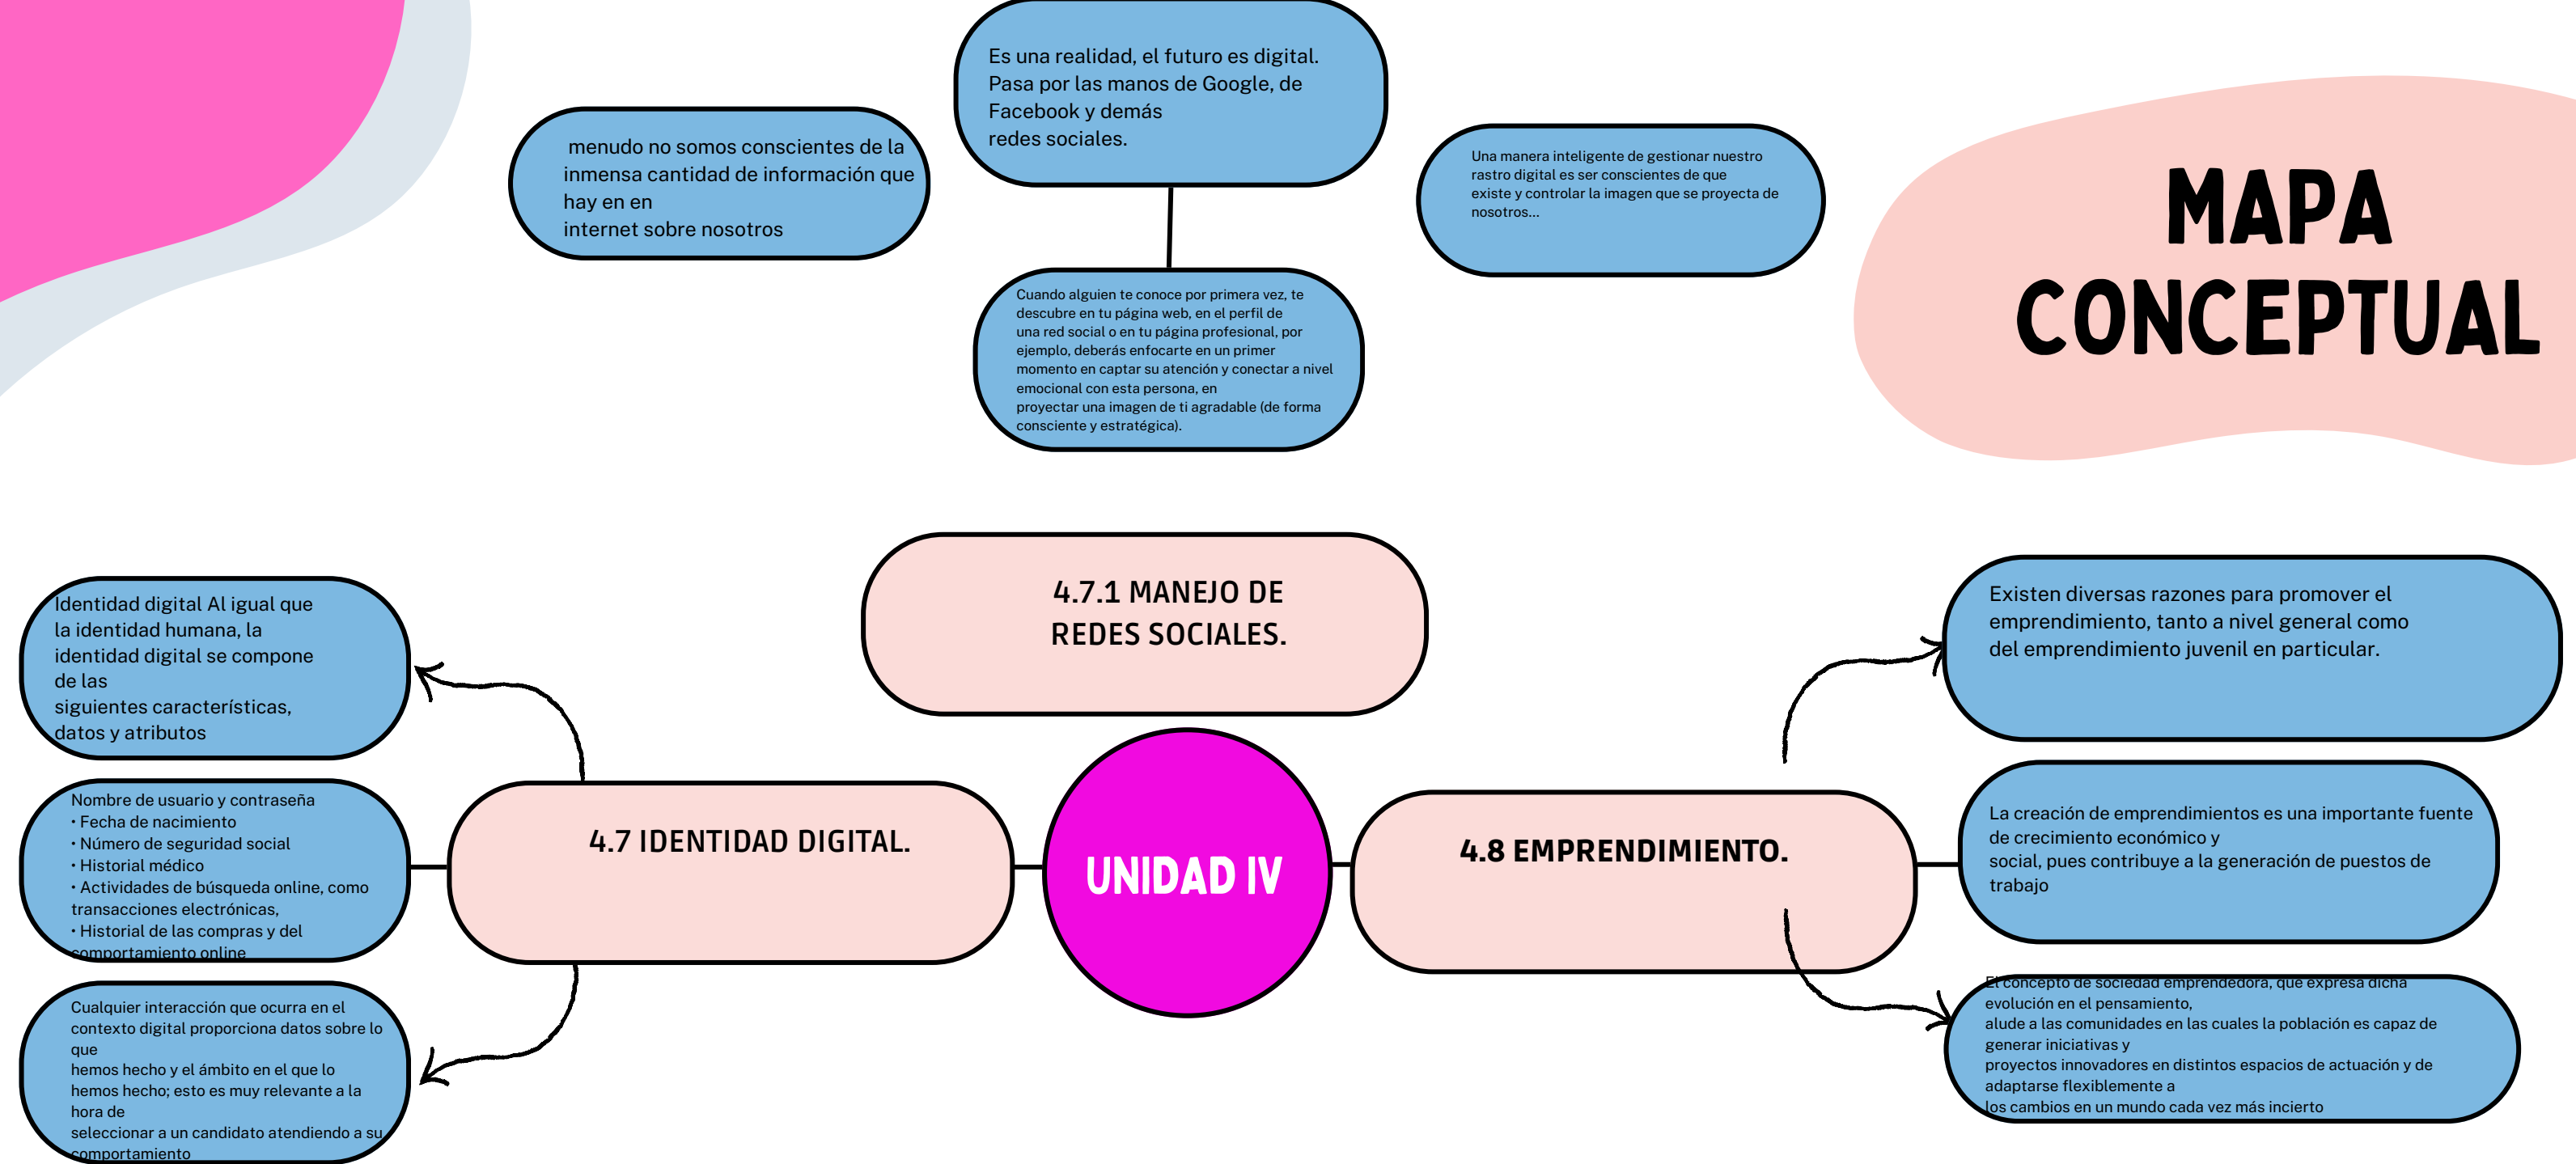 Es una realidad, el futuro es digital.
Pasa por las manos de Google, de
Facebook y demás
redes sociales.
menudo no somos conscientes de la
inmensa cantidad de información que
hay en en
internet sobre nosotros
Una manera inteligente de gestionar nuestro
rastro digital es ser conscientes de que
existe y controlar la imagen que se proyecta de
nosotros...
MAPA
CONCEPTUAL
Cuando alguien te conoce por primera vez, te
descubre en tu página web, en el perfil de
una red social o en tu página profesional, por
ejemplo, deberás enfocarte en un primer
momento en captar su atención y conectar a nivel
emocional con esta persona, en
proyectar una imagen de ti agradable (de forma
consciente y estratégica).
4.7.1 MANEJO DE
REDES SOCIALES.
Identidad digital Al igual que
la identidad humana, la
identidad digital se compone
de las
siguientes características,
datos y atributos
Nombre de usuario y contraseña
• Fecha de nacimiento
• Número de seguridad social
• Historial médico
• Actividades de búsqueda online, como
transacciones electrónicas,
• Historial de las compras y del
comportamiento online
Cualquier interacción que ocurra en el
contexto digital proporciona datos sobre lo
que
hemos hecho y el ámbito en el que lo
hemos hecho; esto es muy relevante a la
hora de
seleccionar a un candidato atendiendo a su
comportamiento
4.7 IDENTIDAD DIGITAL.
UNIDAD IV
4.8 EMPRENDIMIENTO.
Existen diversas razones para promover el
emprendimiento, tanto a nivel general como
del emprendimiento juvenil en particular.
La creación de emprendimientos es una importante fuente
de crecimiento económico y
social, pues contribuye a la generación de puestos de
trabajo
El concepto de sociedad emprendedora, que expresa dicha
evolución en el pensamiento,
alude a las comunidades en las cuales la población es capaz de
generar iniciativas y
proyectos innovadores en distintos espacios de actuación y de
adaptarse flexiblemente a
los cambios en un mundo cada vez más incierto